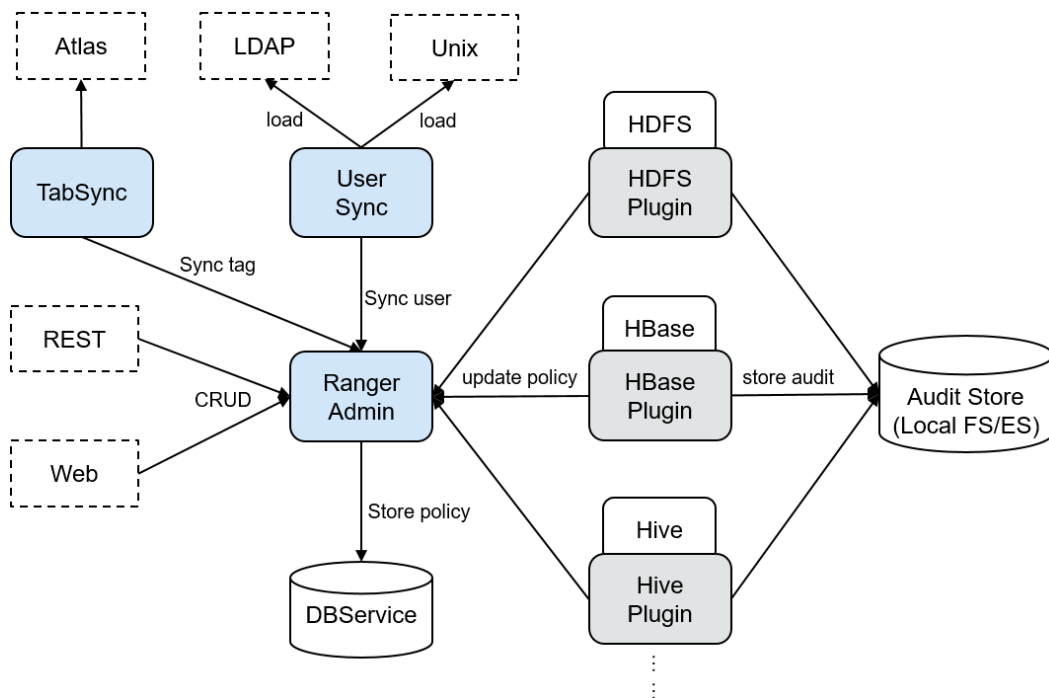 Atlas
LDAP
Unix
load
load
HDFS
TabSync
User
Sync
HDFS
Plugin
Sync tag
Sync user
REST
HBase
CRUD
Ranger
Admin
update policy
HBase
Plugin
store audit
Audit Store
(Local FS/ES)
Web
Store policy
Hive
Hive
Plugin
DBService